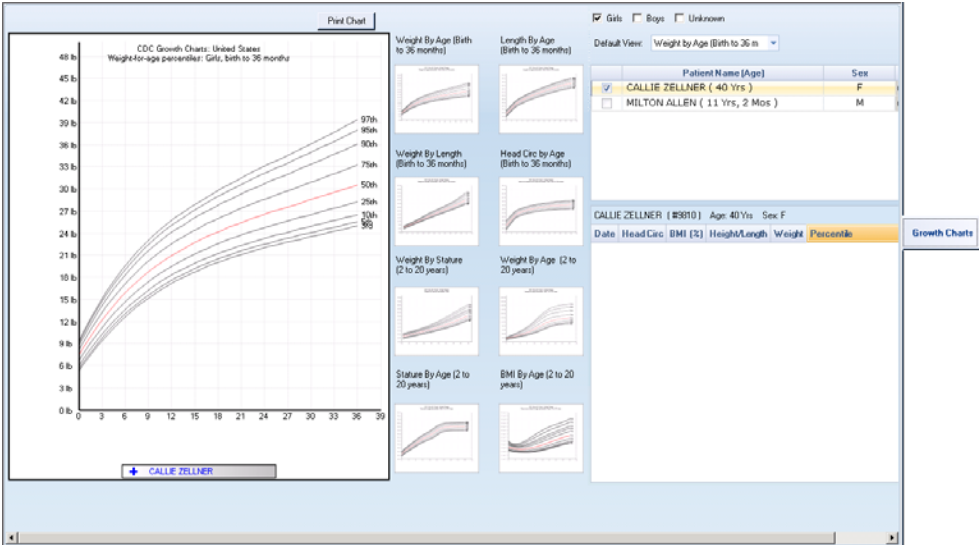 Print Chart
CDC Growth Charts: United States
Weight-for-age percentiles: Girls, birth to 36 months
48 lb
45 lb
42 lb
39 lb
36 lb
33 lb
30 lb
27 lb
24 lb
21 lb
18 lb
15 lb
12 lb
9 lb
6 lb
3 lb
0 lb
97th
95th
90th
75th
50th
25th
10th
0 3 6 9 12 15 18 21 24 27 30 33 36 39
CALLIE ZELLNER
Weight By Age (Birth
to 36 months)
Length By Age
(Birth to 36 months)
Weight By Length
(Birth to 36 months)
Head Circ by Age
(Birth to 36 months)
Weight By Stature
(2 to 20 years)
Weight By Age (2 to
20 years)
Stature By Age (2 to
20 years)
BMI By Age (2 to 20
years)
Girls Boys Unknown
Default View: Weight by Age (Birth to 36 m
Patient Name (Age) Sex
CALLIE ZELLNER ( 40 Yrs ) F
MILTON ALLEN ( 11 Yrs, 2 Mos ) M
CALLIE ZELLNER ( #9810 ) Age: 40 Yrs Sex: F
Date Head Circ BMI (%) Height/Length Weight Percentile
Growth Charts